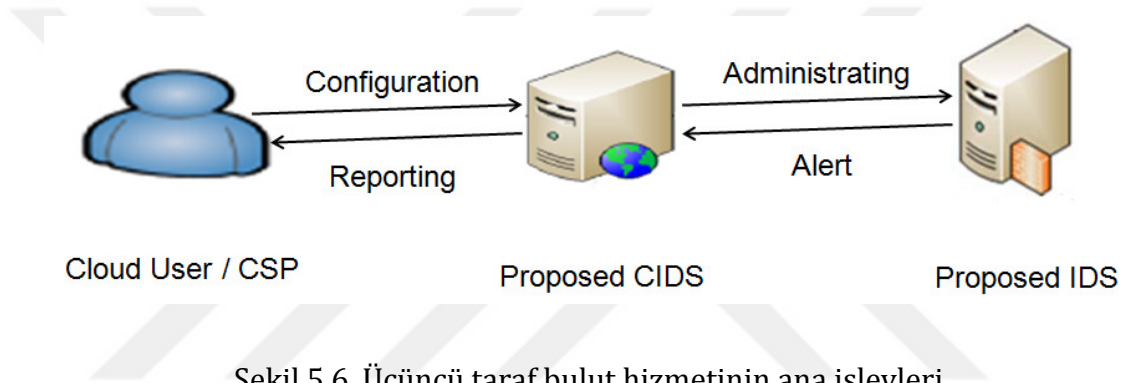 Configuration
Administrating
Reporting
Alert
Cloud User / CSP
Proposed CIDS
Proposed IDS
Şekil 5.6. Üçüncü taraf bulut hizmetinin ana işlevleri